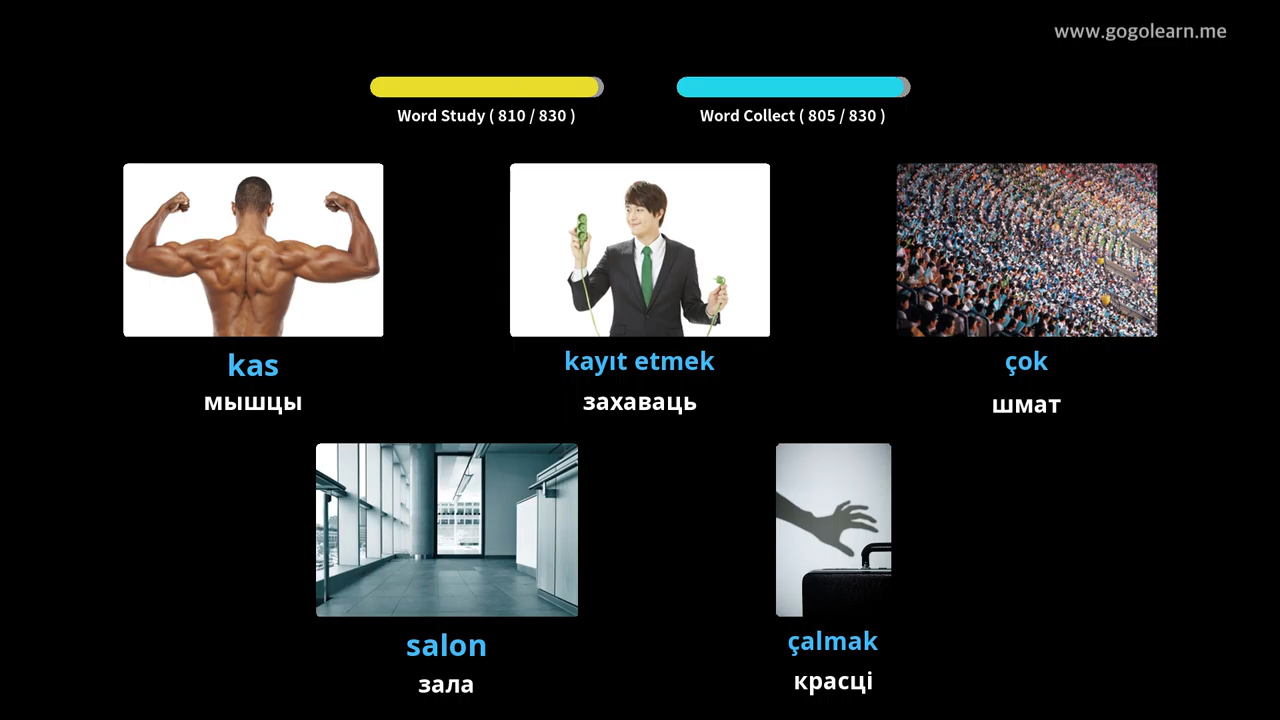 www.gogolearn.me
Word Study ( 810 / 830 )
Word Collect ( 805 / 830 )
kas
мышцы
kayıt etmek
захаваць
çok
шмат
salon
зала
çalmak
красці